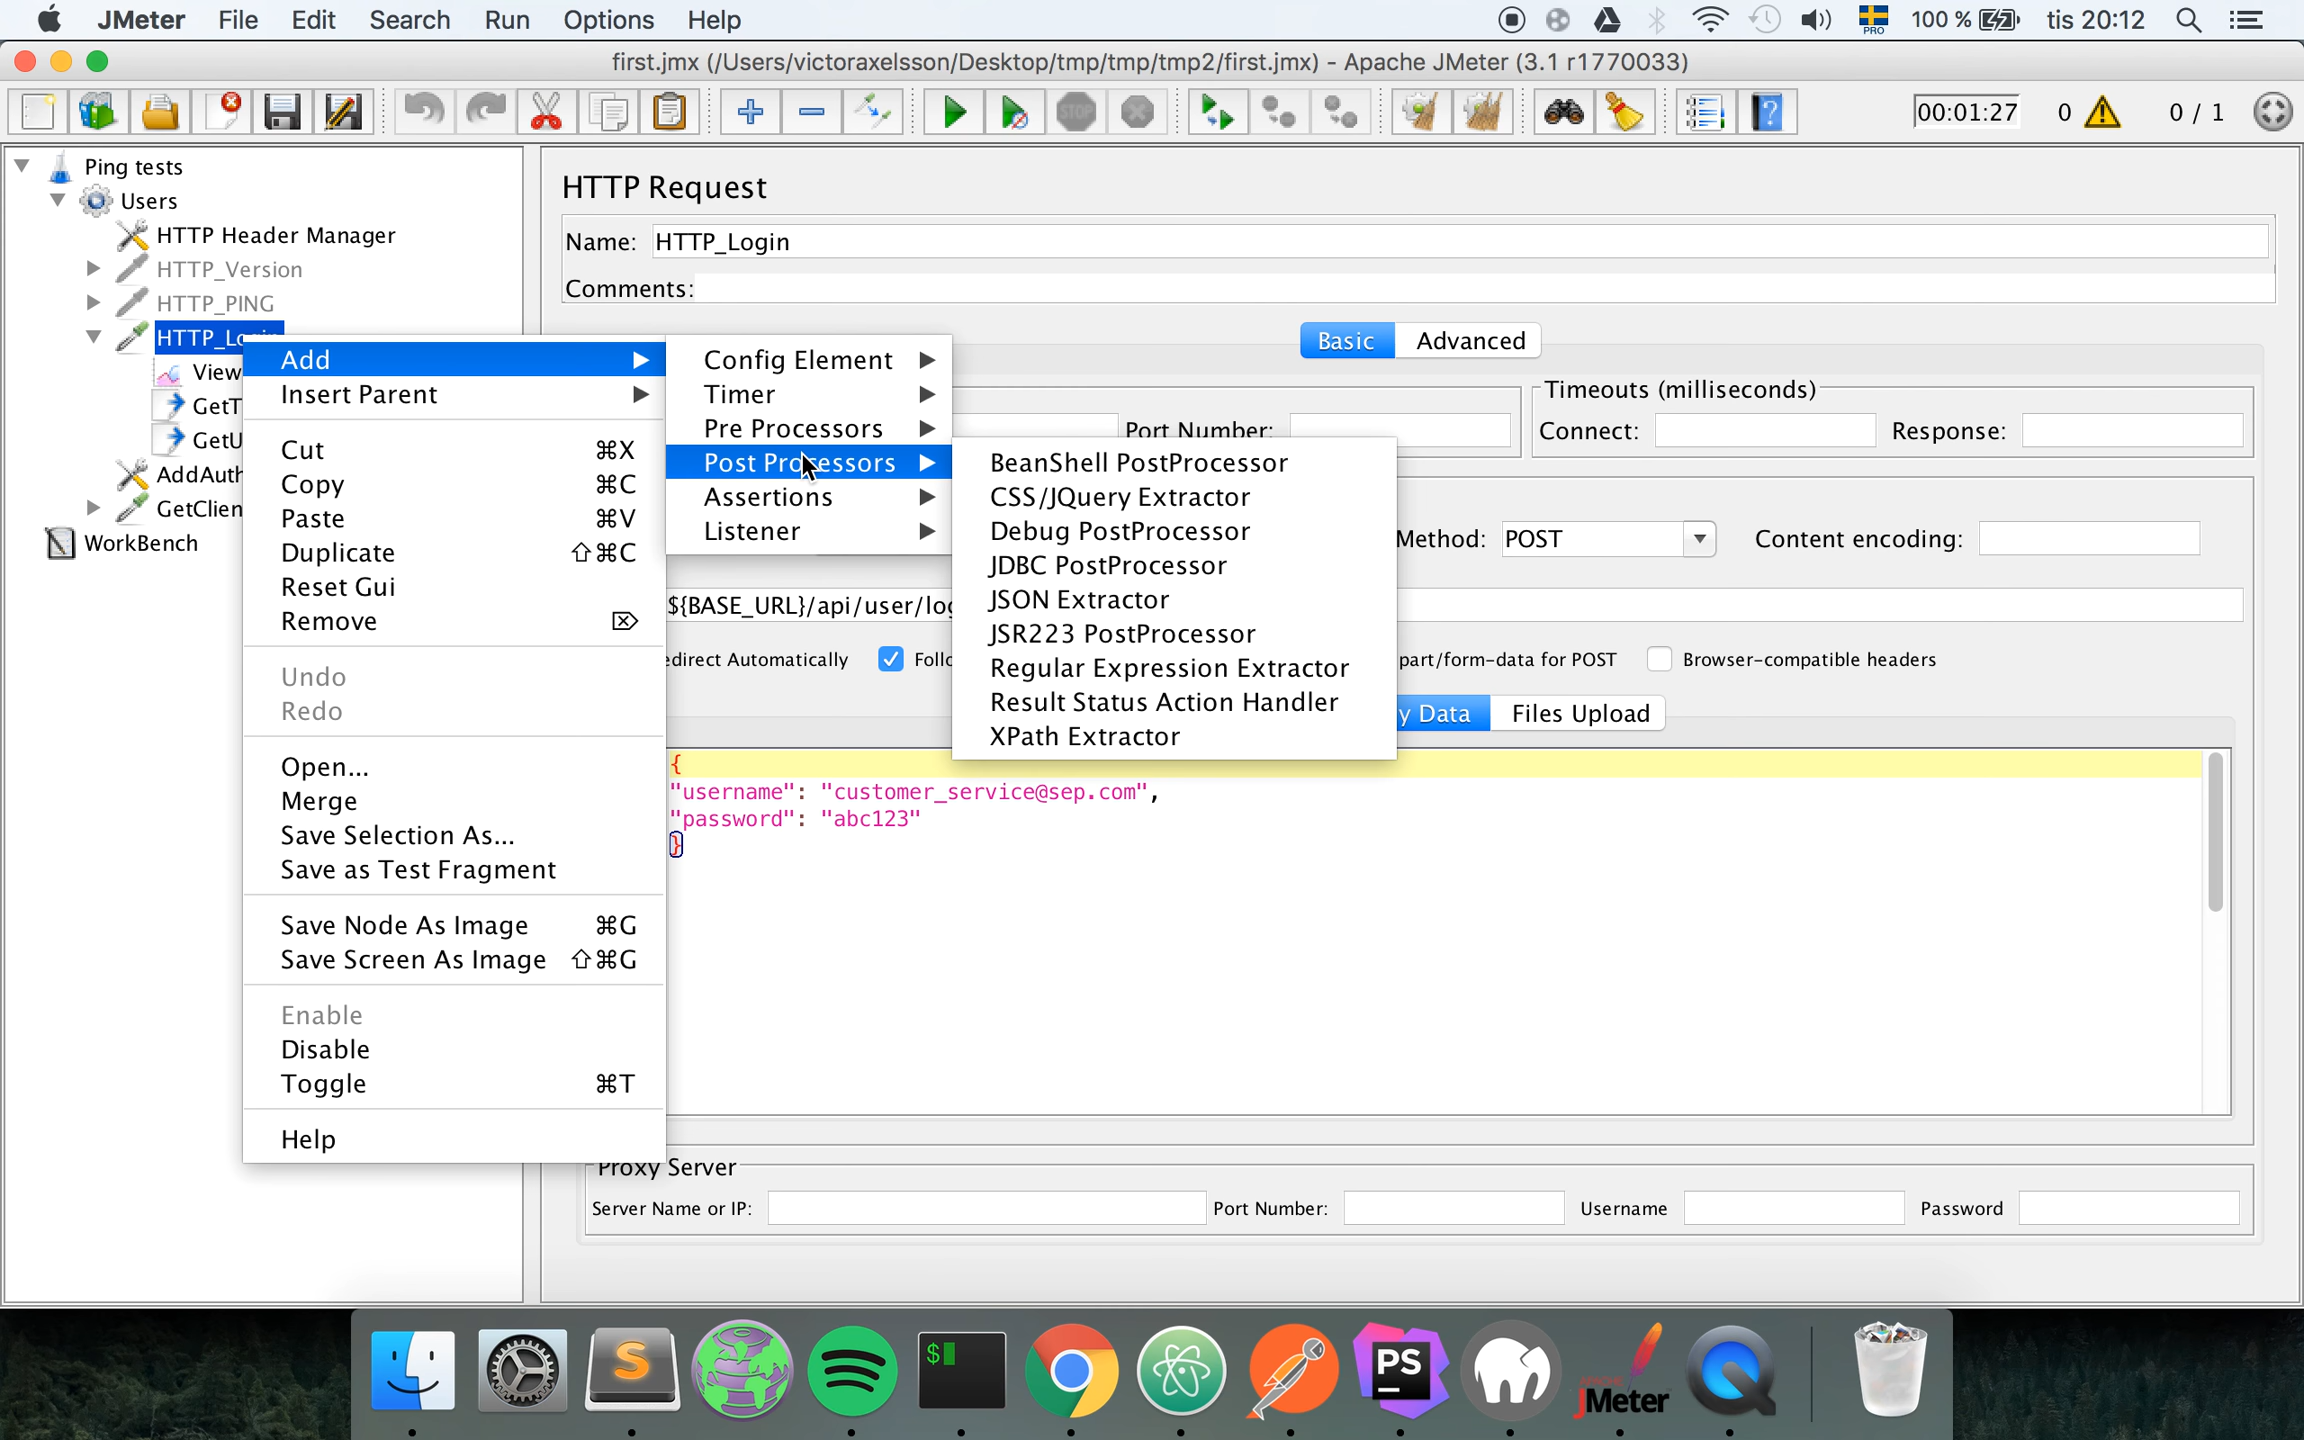 JMeter File Edit Search Run Options Help PRO 100 % tis 20:12
first.jmx (/Users/victoraxelsson/Desktop/tmp/tmp/tmp2/first.jmx) - Apache JMeter (3.1 r1770033)
STOP 00:01:27 0 0 / 1
Ping tests
Users
HTTP Header Manager
HTTP_Version
HTTP_PING
HTTP_Lo
View
GetT
GetU
AddAuth
GetClien
WorkBench
Add
Insert Parent
Cut ⌘X
Copy ⌘C
Paste ⌘V
Duplicate ⇧⌘C
Reset Gui
Remove ⌦
Undo
Redo
Open...
Merge
Save Selection As...
Save as Test Fragment
Save Node As Image ⌘G
Save Screen As Image ⇧⌘G
Enable
Disable
Toggle ⌘T
Help
Config Element
Timer
Pre Processors
Post Processors
Assertions
Listener
BeanShell PostProcessor
CSS/JQuery Extractor
Debug PostProcessor
JDBC PostProcessor
JSON Extractor
JSR223 PostProcessor
Regular Expression Extractor
Result Status Action Handler
XPath Extractor
HTTP Request
Name: HTTP_Login
Comments:
Basic Advanced
Timeouts (milliseconds)
Port Number: Connect: Response:
Method: POST Content encoding:
${BASE_URL}/api/user/log
edirect Automatically Follo part/form-data for POST Browser-compatible headers
y Data Files Upload
{
"username": "customer_service@sep.com",
"password": "abc123"
}
Proxy Server
Server Name or IP: Port Number: Username Password
S $ PS APACHE JMeter